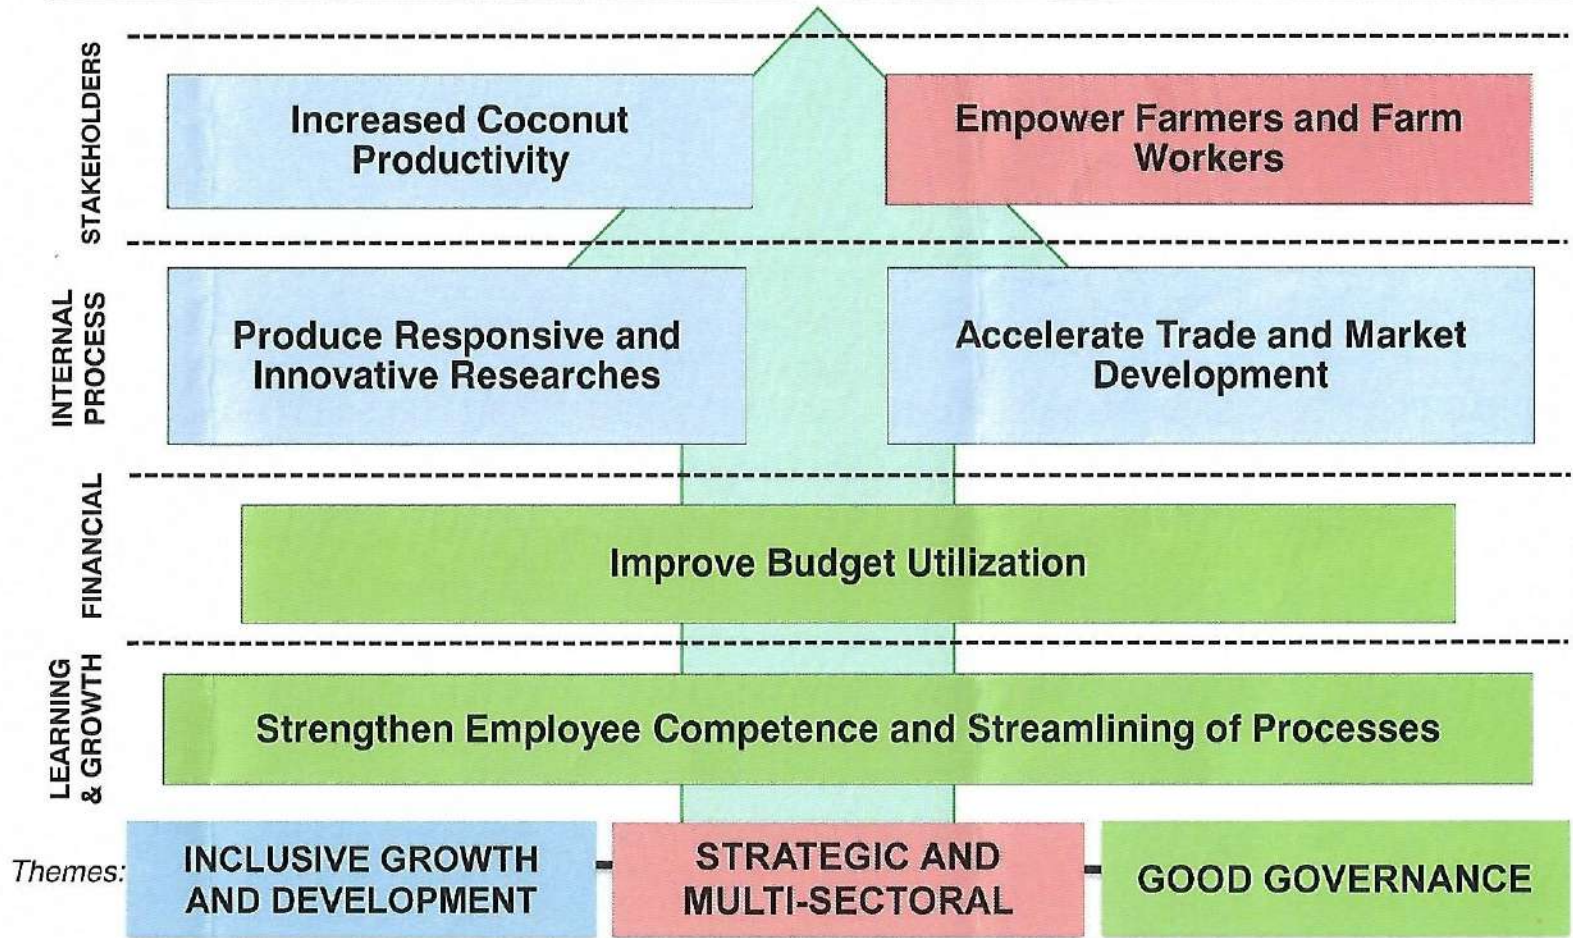 STAKEHOLDERS
Increased Coconut
Productivity
Empower Farmers and Farm
Workers
INTERNAL
PROCESS
Produce Responsive and
Innovative Researches
Accelerate Trade and Market
Development
FINANCIAL
Improve Budget Utilization
LEARNING
& GROWTH
Strengthen Employee Competence and Streamlining of Processes
Themes:
INCLUSIVE GROWTH
AND DEVELOPMENT
STRATEGIC AND
MULTI-SECTORAL
GOOD GOVERNANCE